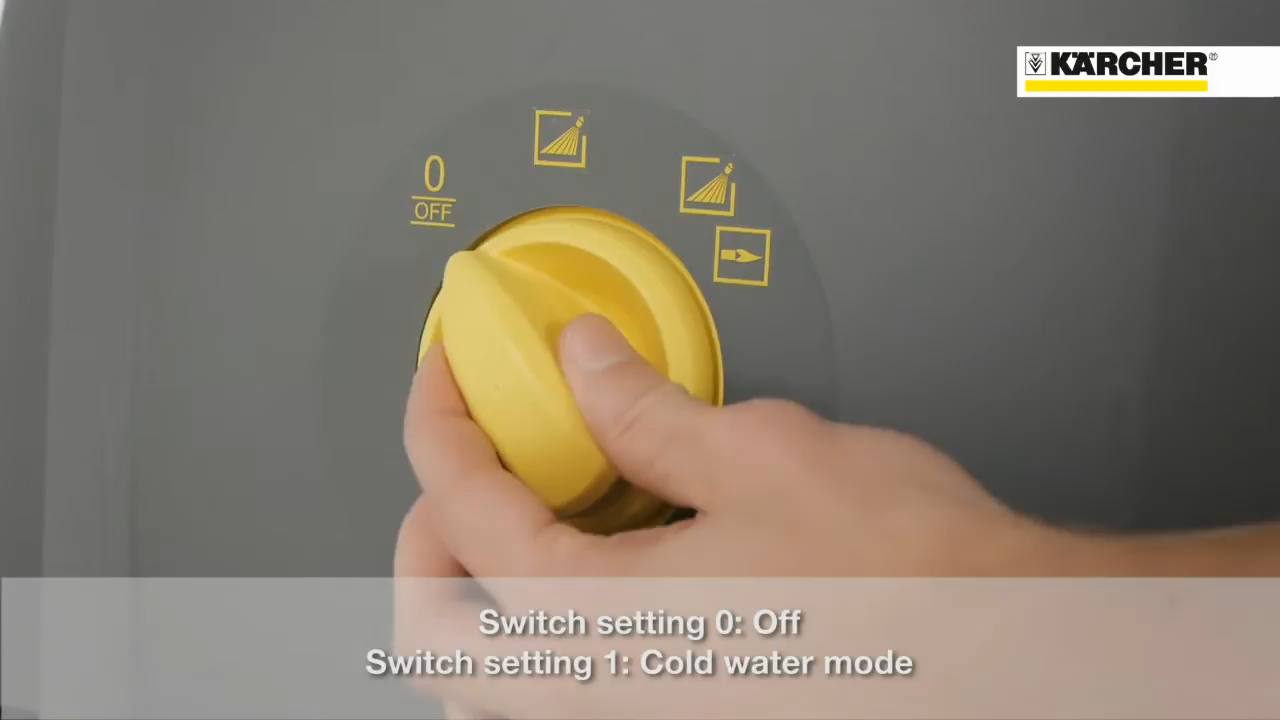 KÄRCHER®
0
OFF
Switch setting 0: Off
Switch setting 1: Cold water mode